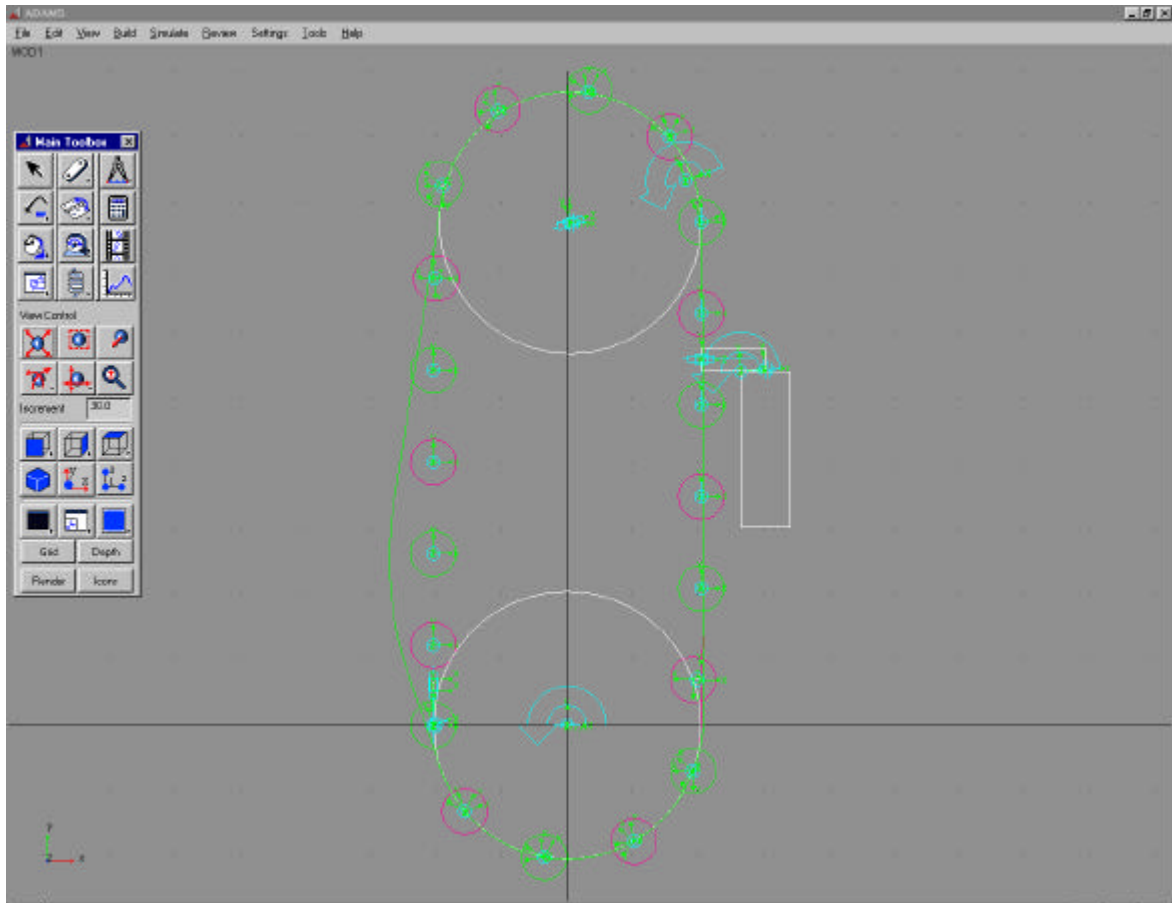 ADAMS
File Edit View Build Simulate Review Settings Tools Help
MOD1
Main Toolbox
View Control
Increment 30.0
Grid Depth
Render Icons
Y
Z X